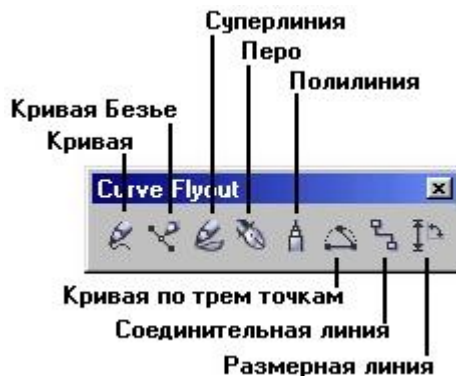 Суперлиния
Перо
Полилиния
Кривая Безье
Кривая
Curve Flyout
Кривая по трем точкам
Соединительная линия
Размерная линия